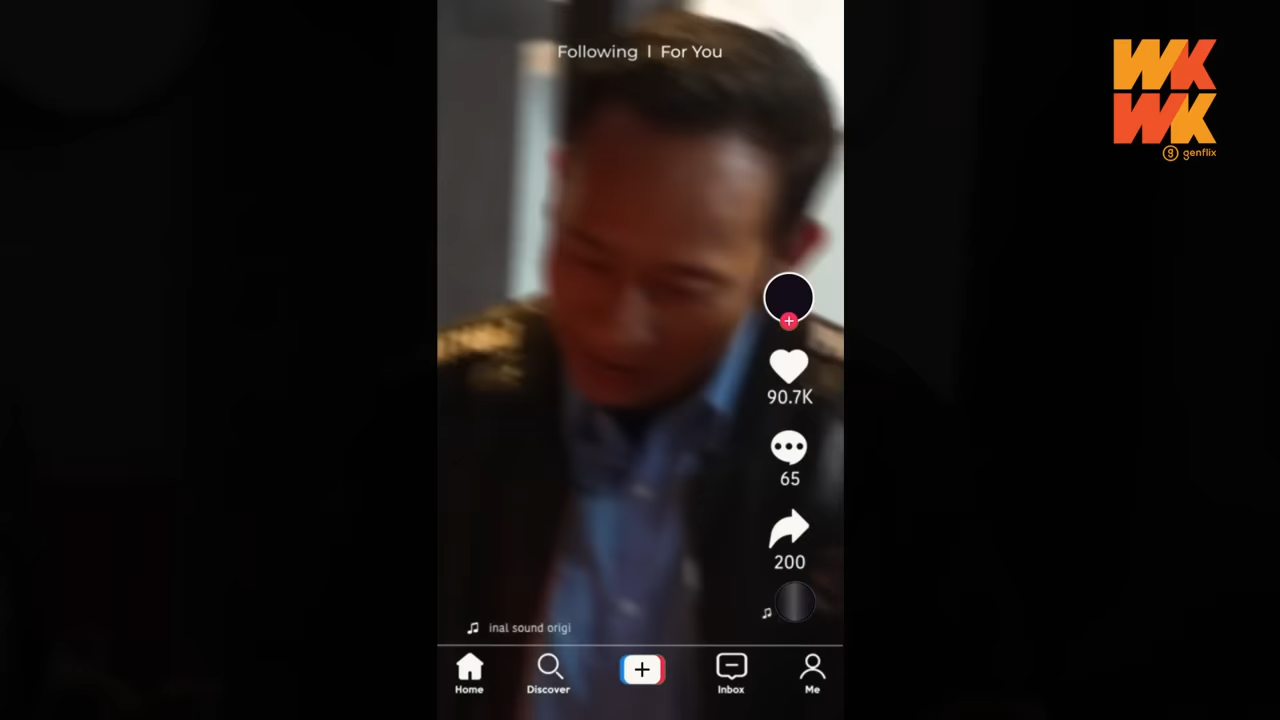 Following | For You
WK
WK
genflix
90.7K
65
200
inal sound origi
Home
Discover
Inbox
Me